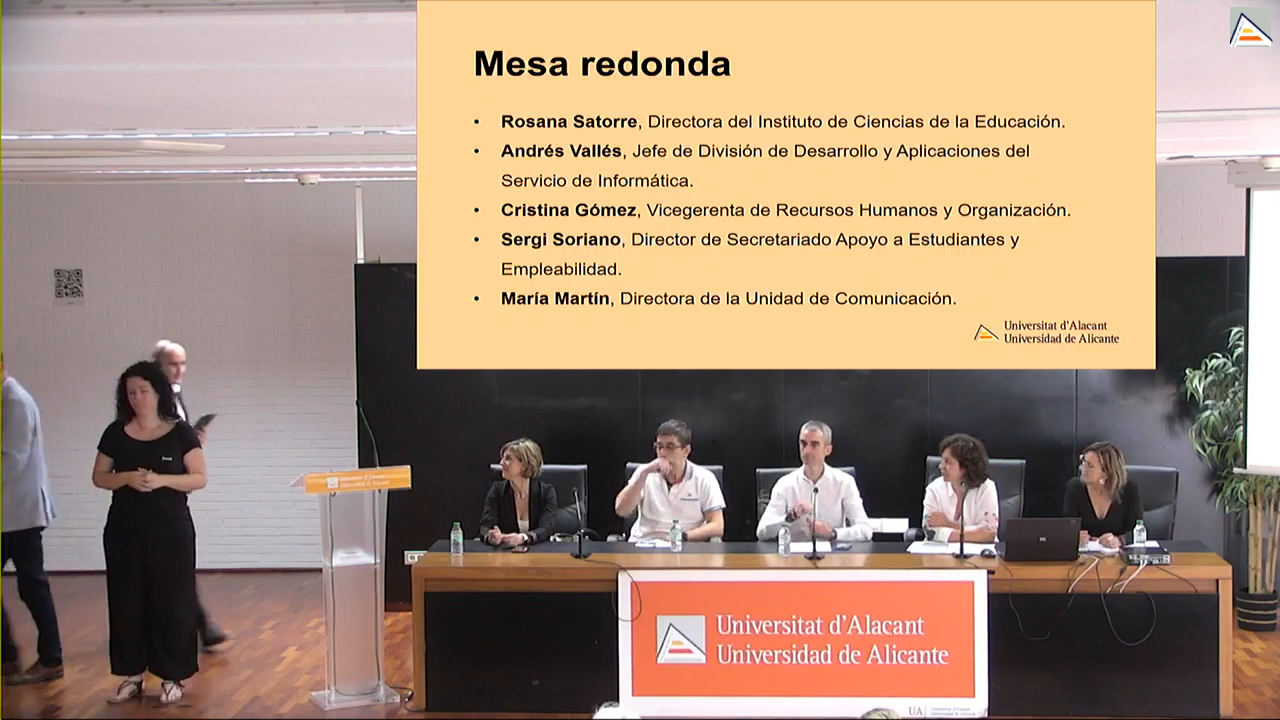 Mesa redonda
• Rosana Satorre, Directora del Instituto de Ciencias de la Educación.
• Andrés Vallés, Jefe de División de Desarrollo y Aplicaciones del
Servicio de Informática.
• Cristina Gómez, Vicegerenta de Recursos Humanos y Organización.
• Sergi Soriano, Director de Secretariado Apoyo a Estudiantes y
Empleabilidad.
• María Martín, Directora de la Unidad de Comunicación.
Universitat d'Alacant
Universidad de Alicante
Universitat d'Alacant
Universidad de Alicante
UA